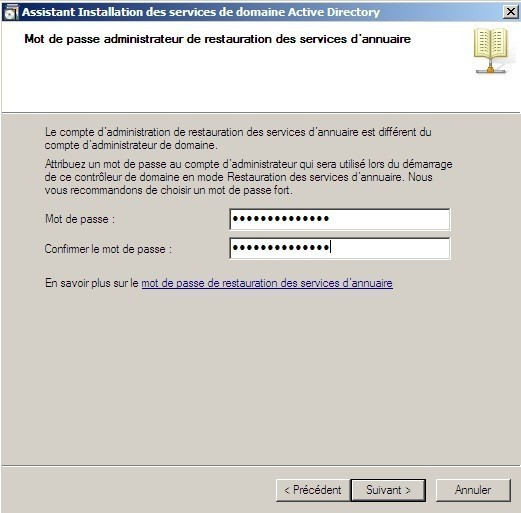 Assistant Installation des services de domaine Active Directory
Mot de passe administrateur de restauration des services d'annuaire
Le compte d'administration de restauration des services d'annuaire est différent du
compte d'administrateur de domaine.
Attribuez un mot de passe au compte d'administrateur qui sera utilisé lors du démarrage
de ce contrôleur de domaine en mode Restauration des services d'annuaire. Nous
vous recommandons de choisir un mot de passe fort.
Mot de passe : ••••••••••••••
Confirmer le mot de passe : ••••••••••••••
En savoir plus sur le mot de passe de restauration des services d'annuaire
< Précédent Suivant > Annuler